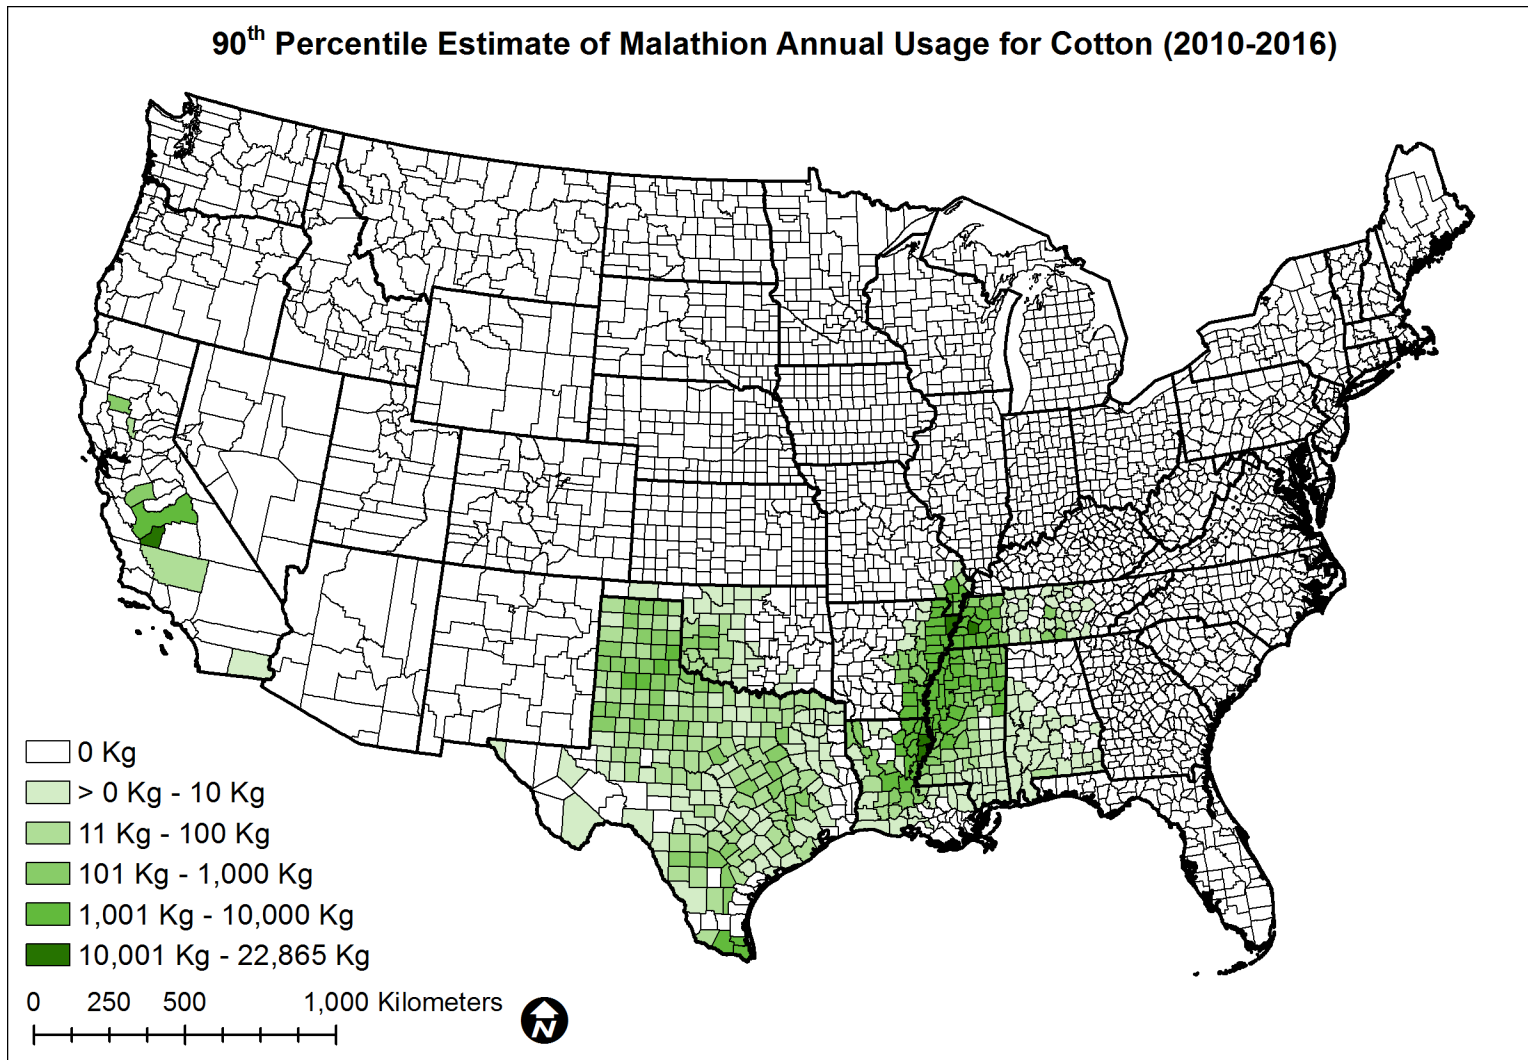 90th Percentile Estimate of Malathion Annual Usage for Cotton (2010-2016)
0 Kg
> 0 Kg - 10 Kg
11 Kg - 100 Kg
101 Kg - 1,000 Kg
1,001 Kg - 10,000 Kg
10,001 Kg - 22,865 Kg
0 250 500 1,000 Kilometers
N